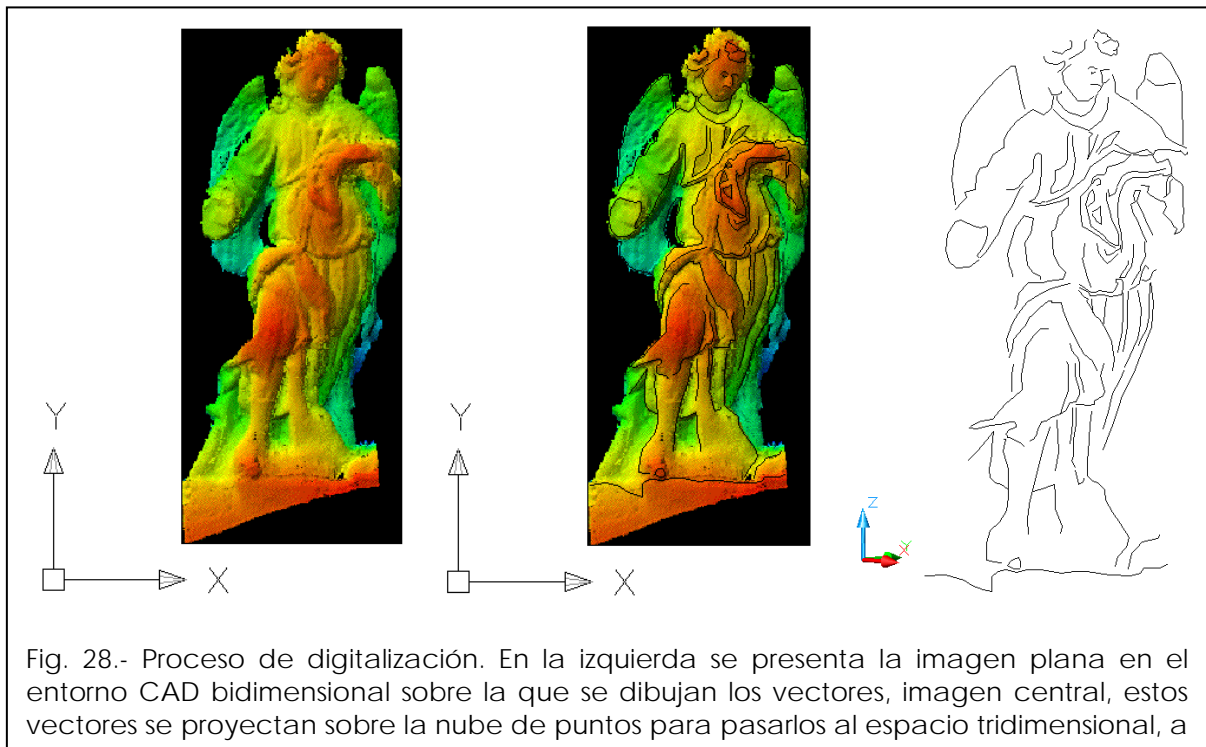 Y
X
Y
X
Z
X
Y
Fig. 28.- Proceso de digitalización. En la izquierda se presenta la imagen plana en el
entorno CAD bidimensional sobre la que se dibujan los vectores, imagen central, estos
vectores se proyectan sobre la nube de puntos para pasarlos al espacio tridimensional, a